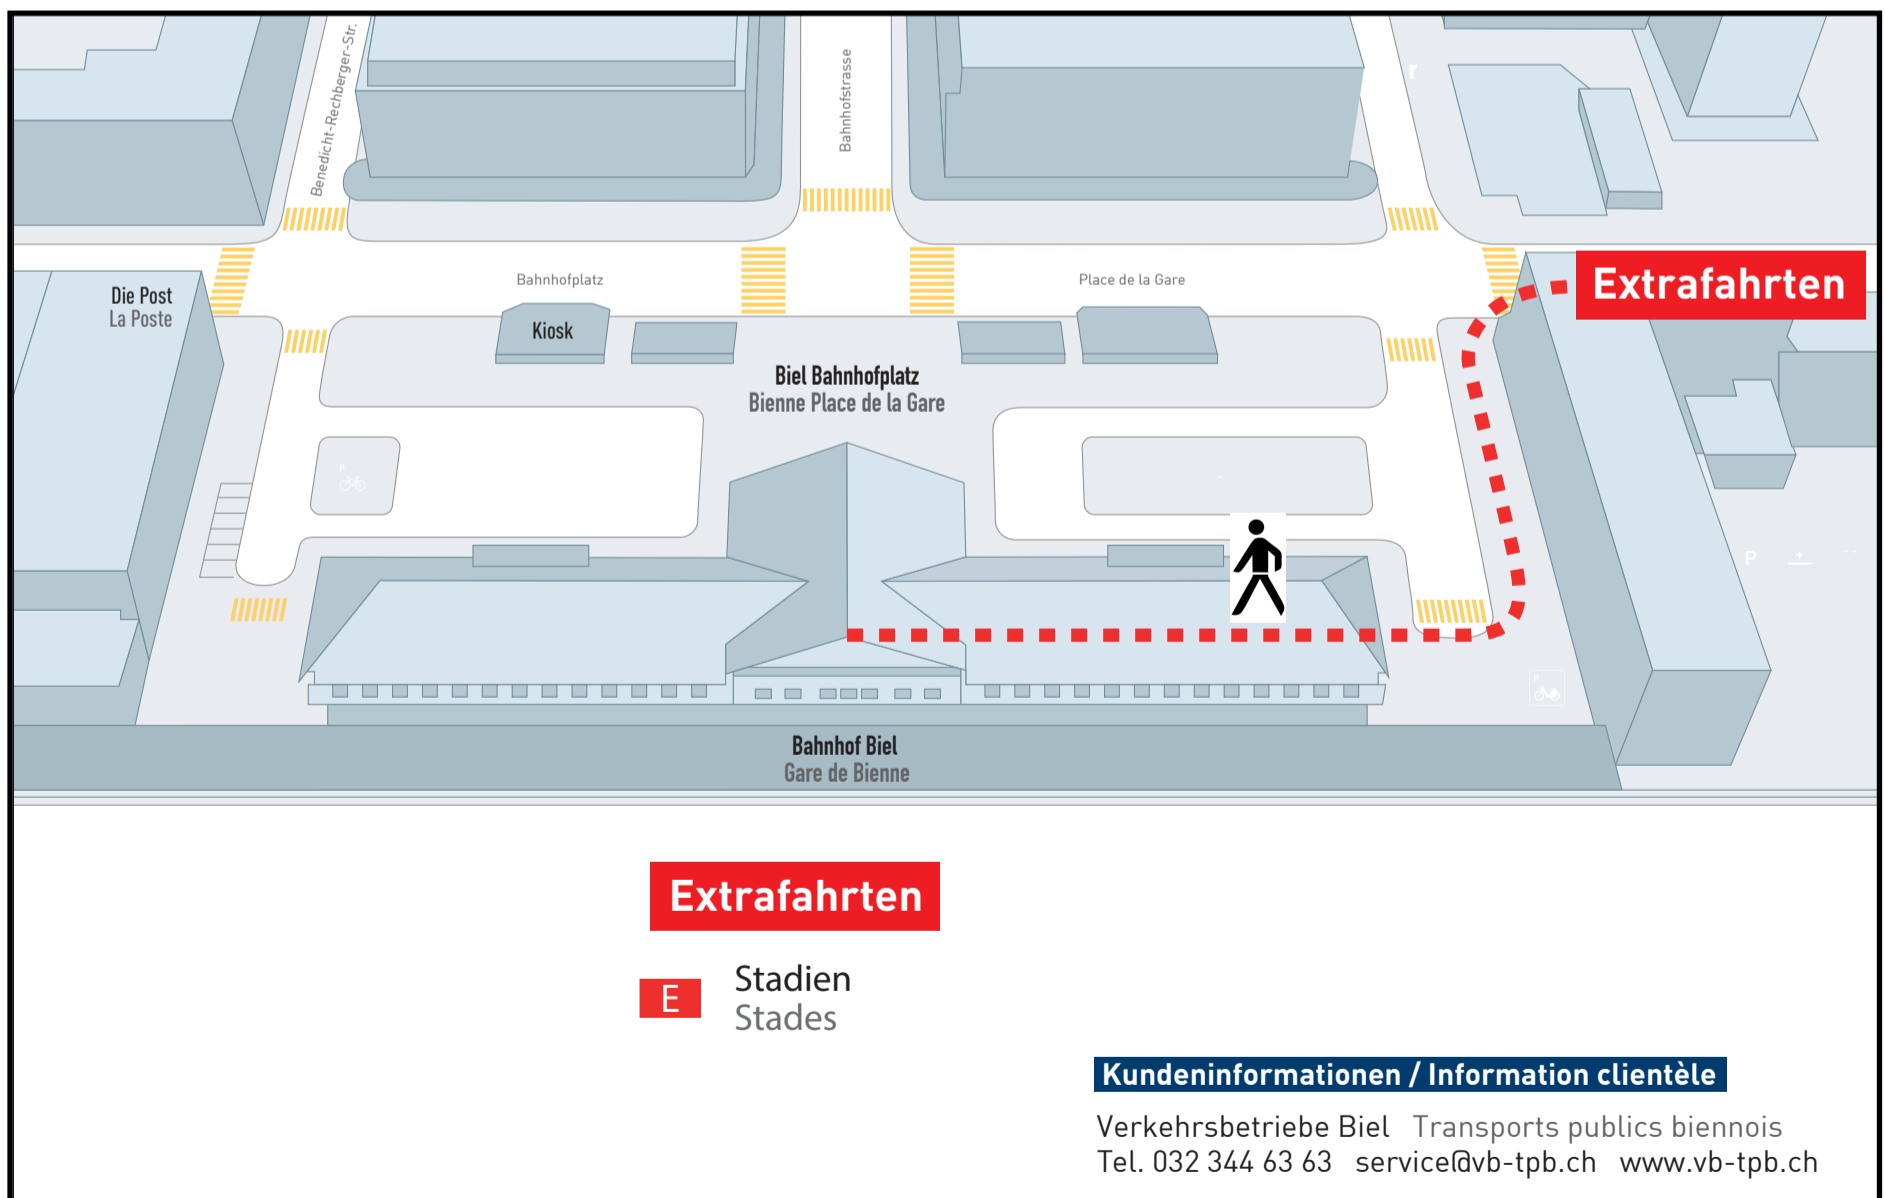 Benedicht-Rechberger-Str.
Bahnhofstrasse
r
Bahnhofplatz
Place de la Gare
Extrafahrten
Die Post
La Poste
Kiosk
Biel Bahnhofplatz
Bienne Place de la Gare
P
P
P
Bahnhof Biel
Gare de Bienne
Extrafahrten
E
Stadien
Stades
Kundeninformationen / Information clientèle
Verkehrsbetriebe Biel Transports publics biennois
Tel. 032 344 63 63 service@vb-tpb.ch www.vb-tpb.ch